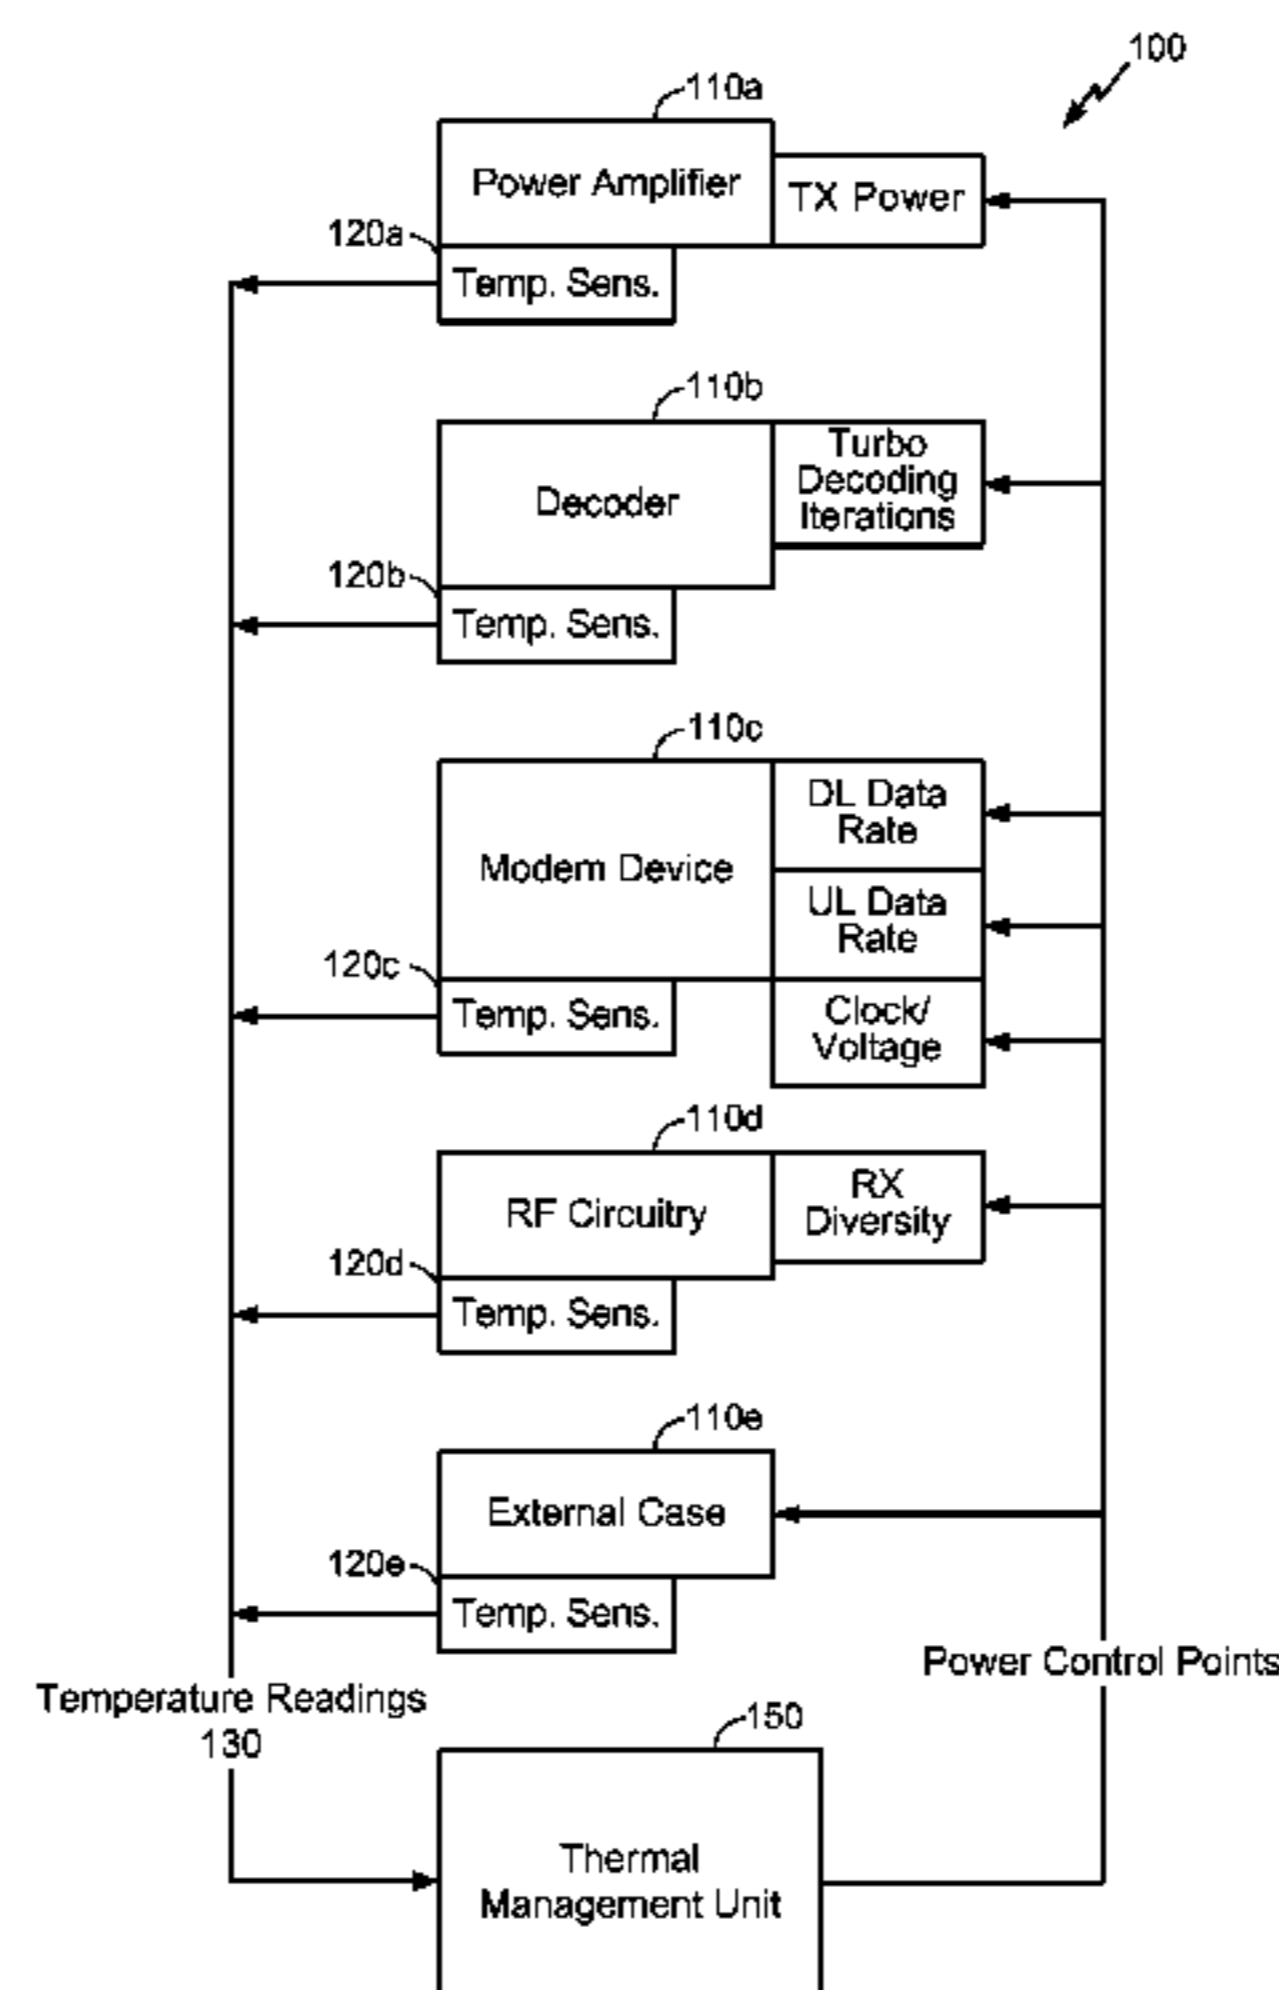 100
110a
Power Amplifier
TX Power
120a
Temp. Sens.
110b
Decoder
Turbo
Decoding
Iterations
120b
Temp. Sens.
110c
Modem Device
DL Data
Rate
UL Data
Rate
Clock/
Voltage
120c
Temp. Sens.
110d
RF Circuitry
RX
Diversity
120d
Temp. Sens.
110e
External Case
120e
Temp. Sens.
Power Control Points
Temperature Readings
130
150
Thermal
Management Unit